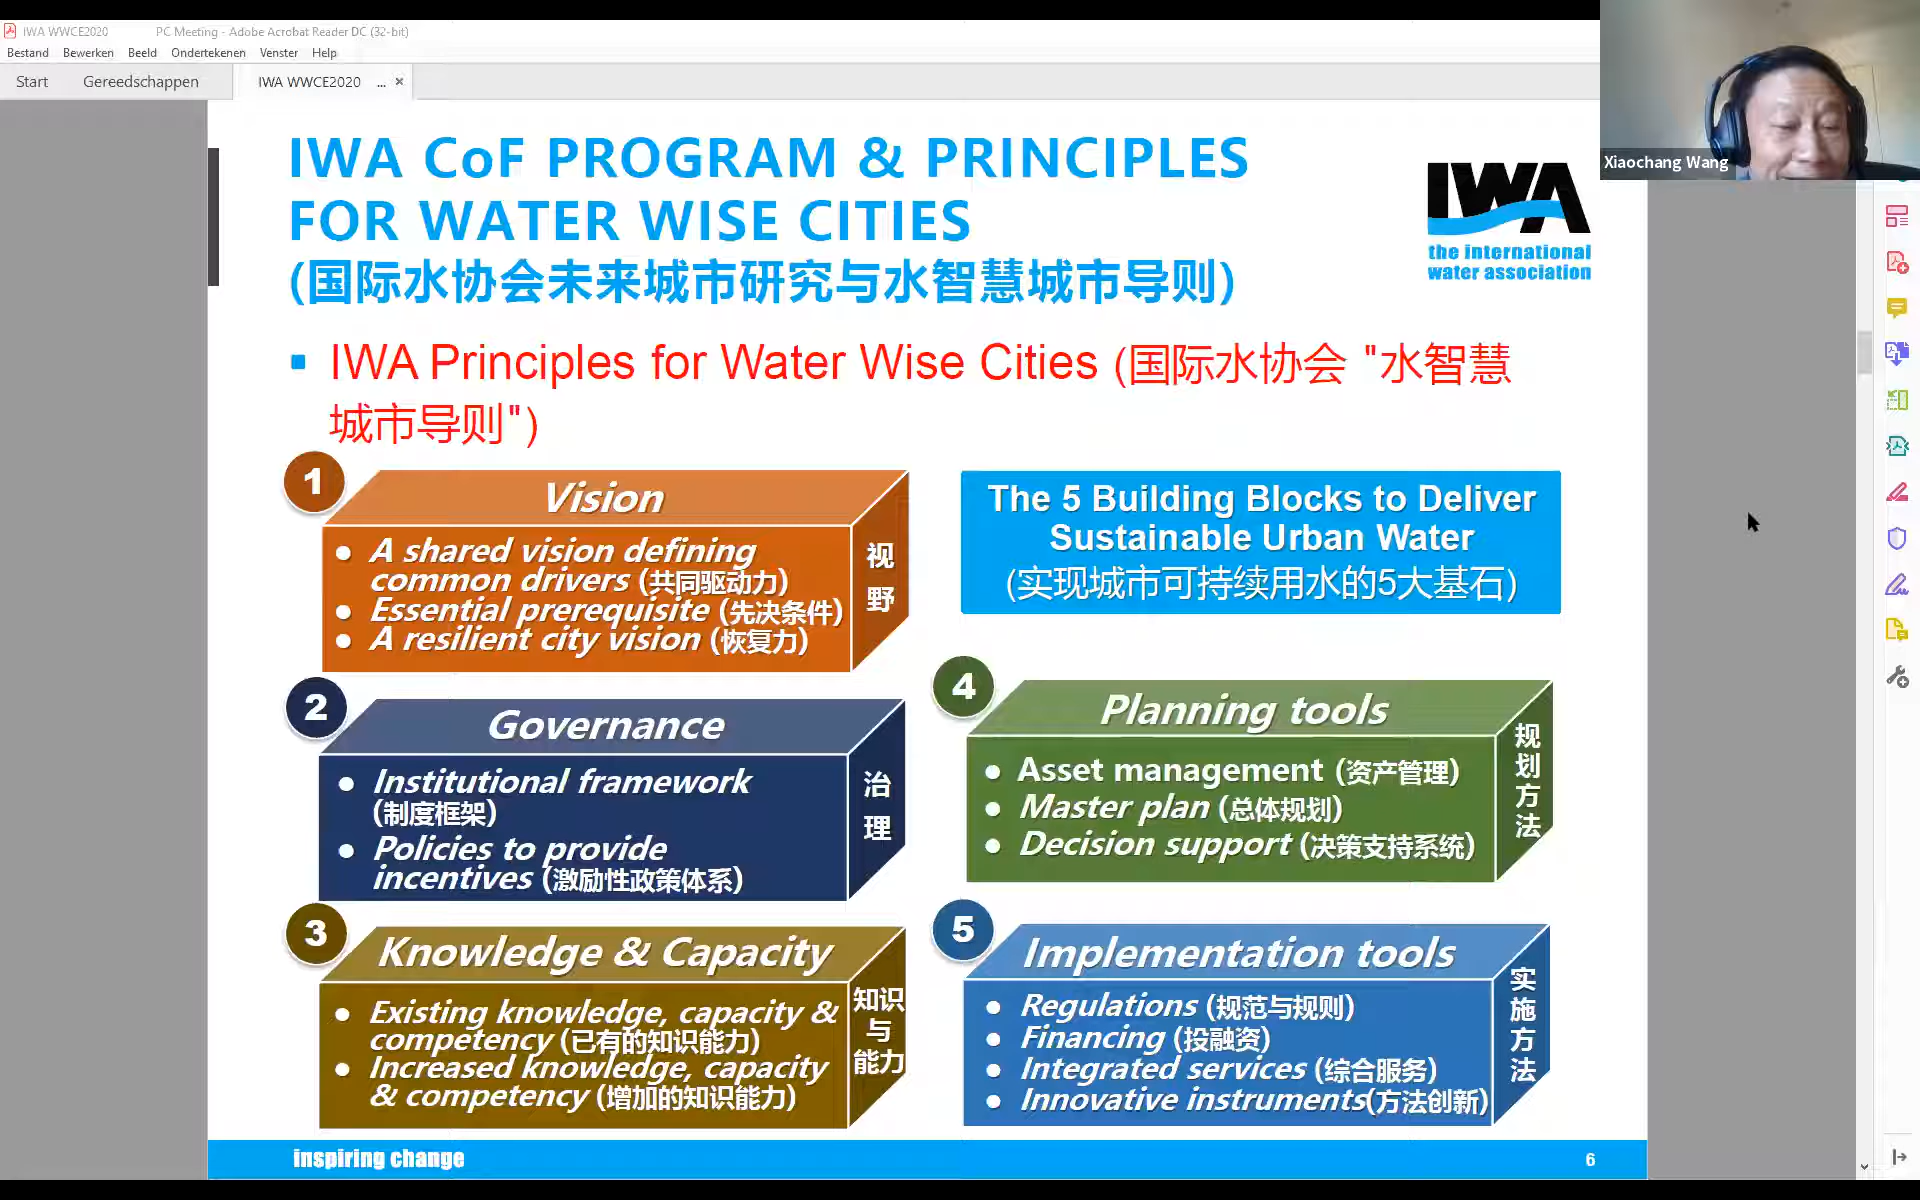 IWA WWCE2020 PC Meeting - Adobe Acrobat Reader DC (32-bit)
Bestand Bewerken Beeld Ondertekenen Venster Help
Start Gereedschappen IWA WWCE2020 ... ×
Xiaochang Wang
IWA CoF PROGRAM & PRINCIPLES
FOR WATER WISE CITIES
(国际水协会未来城市研究与水智慧城市导则)
IWA
the international
water association
IWA Principles for Water Wise Cities (国际水协会 "水智慧
城市导则")
1
Vision
● A shared vision defining
common drivers (共同驱动力)
● Essential prerequisite (先决条件)
● A resilient city vision (恢复力)
视
野
The 5 Building Blocks to Deliver
Sustainable Urban Water
(实现城市可持续用水的5大基石)
2
Governance
● Institutional framework
(制度框架)
● Policies to provide
incentives (激励性政策体系)
治
理
3
Knowledge & Capacity
● Existing knowledge, capacity &
competency (已有的知识能力)
● Increased knowledge, capacity
& competency (增加的知识能力)
知识
与
能力
4
Planning tools
● Asset management (资产管理)
● Master plan (总体规划)
● Decision support (决策支持系统)
规
划
方
法
5
Implementation tools
● Regulations (规范与规则)
● Financing (投融资)
● Integrated services (综合服务)
● Innovative instruments(方法创新)
实
施
方
法
inspiring change
6